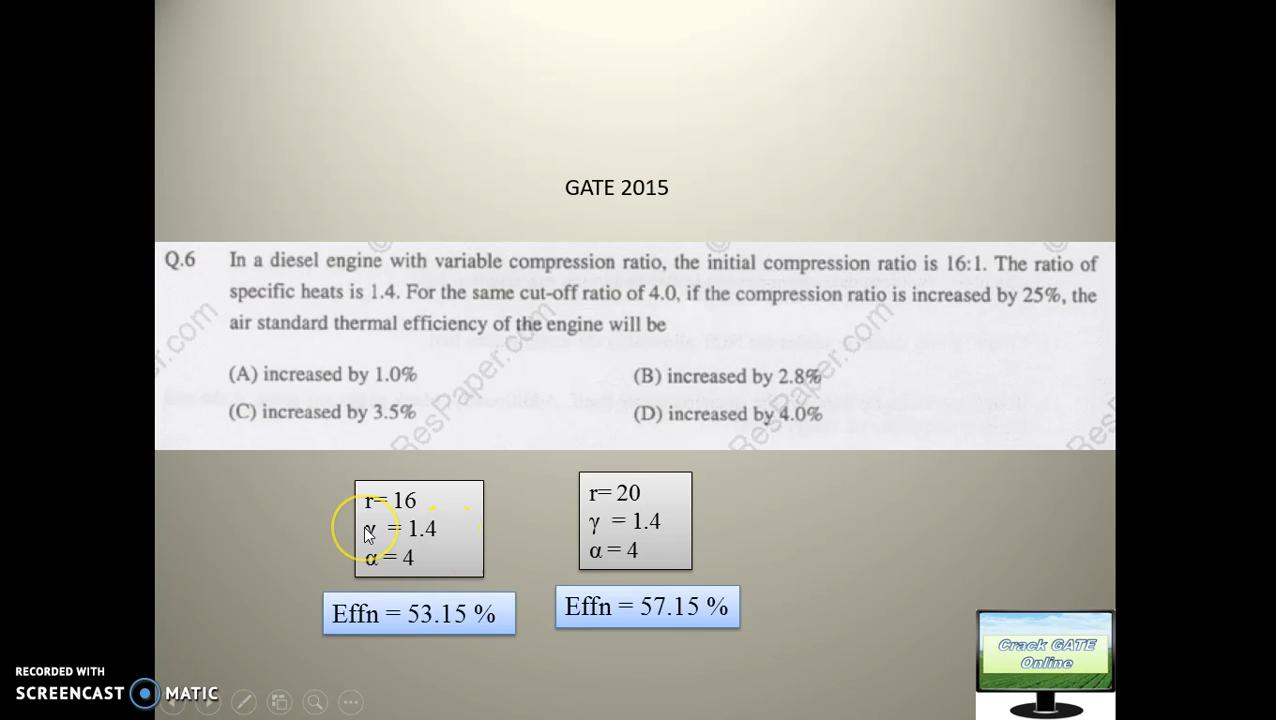 GATE 2015
Q.6 In a diesel engine with variable compression ratio, the initial compression ratio is 16:1. The ratio of
specific heats is 1.4. For the same cut-off ratio of 4.0, if the compression ratio is increased by 25%, the
air standard thermal efficiency of the engine will be
(A) increased by 1.0% (B) increased by 2.8%
(C) increased by 3.5% (D) increased by 4.0%
ResPaper.com
ResPaper.com
r= 16
γ = 1.4
α = 4
Effn = 53.15 %
r= 20
γ = 1.4
α = 4
Effn = 57.15 %
Crack GATE
Online
RECORDED WITH
SCREENCAST MATIC